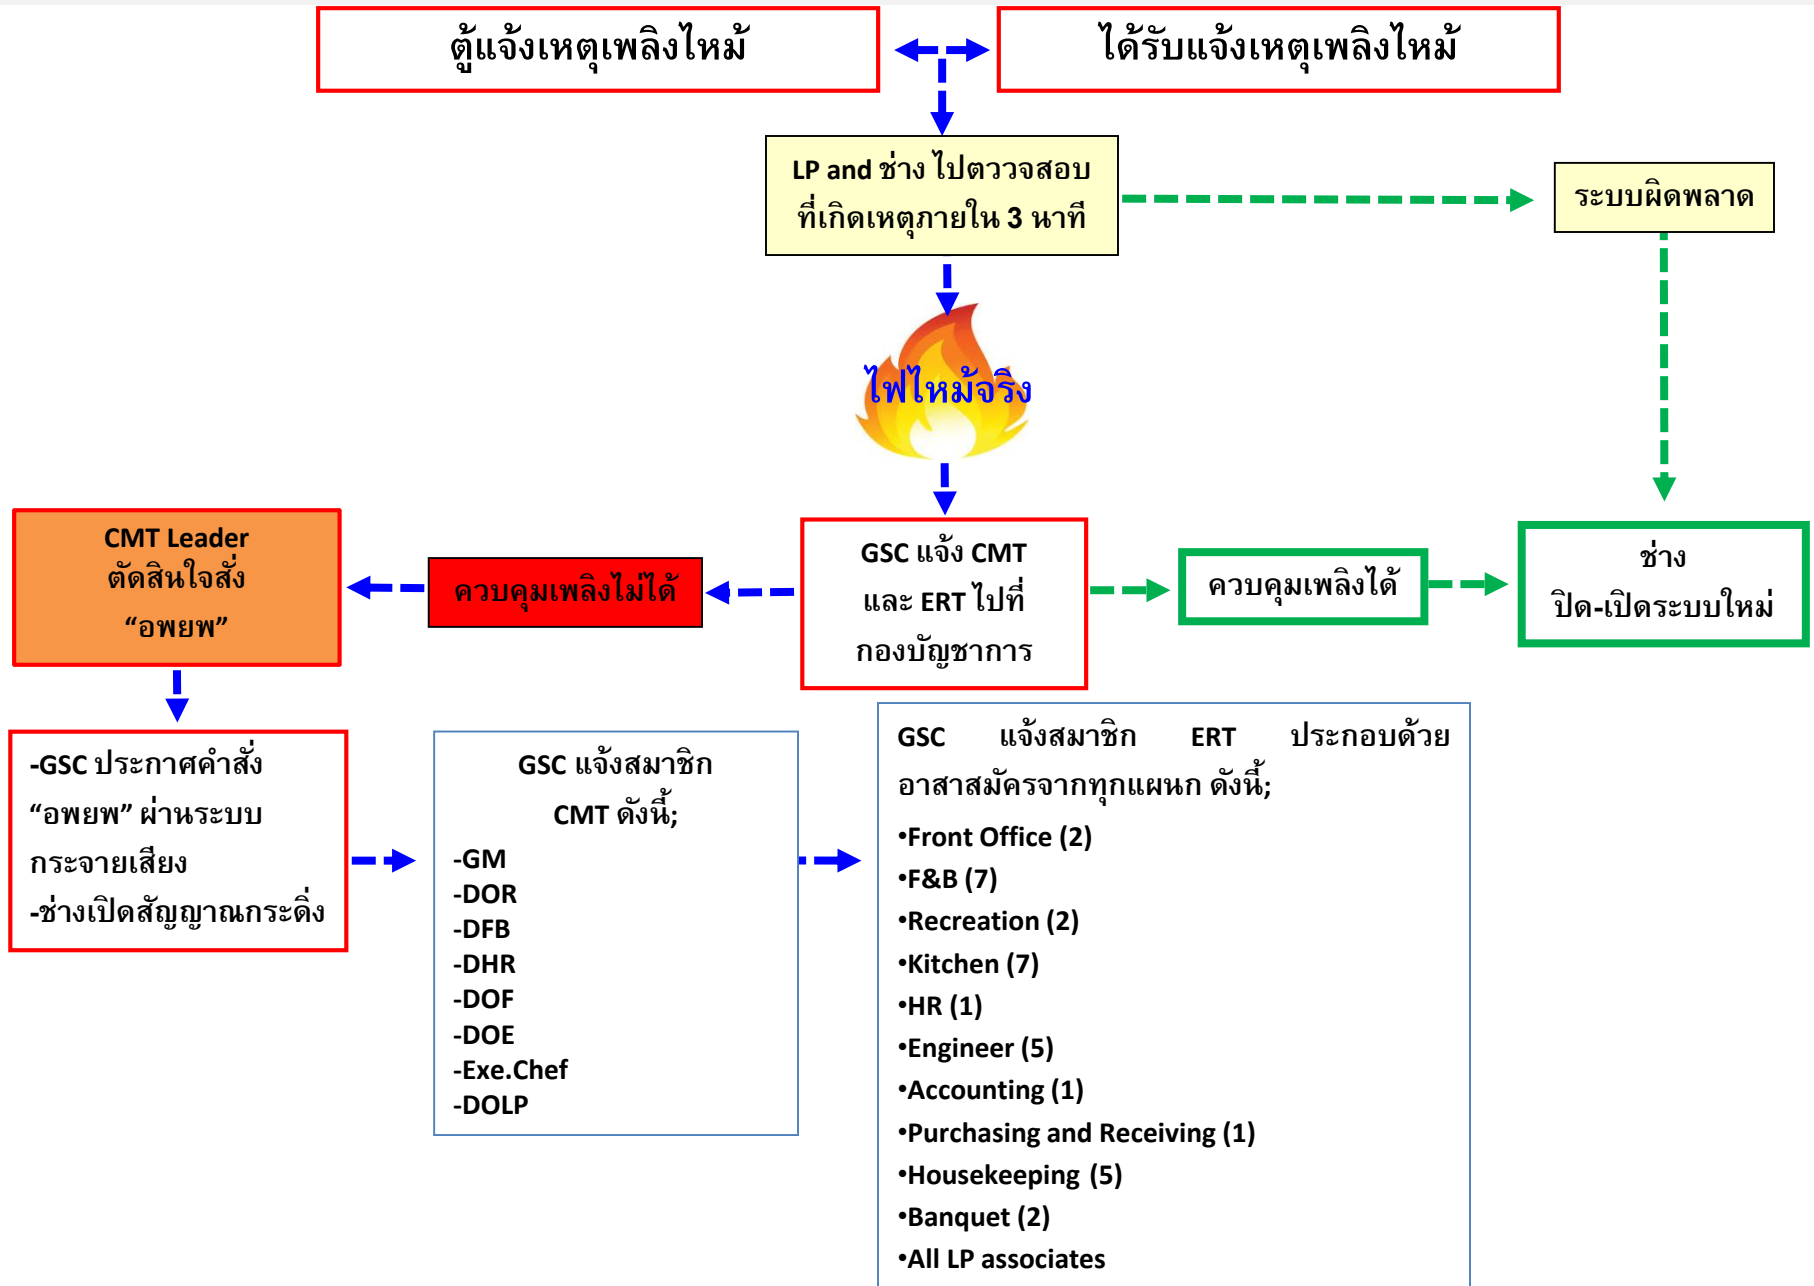 ตู้แจ้งเหตุเพลิงไหม้
ได้รับแจ้งเหตุเพลิงไหม้
LP and ช่าง ไปตววจสอบ
ที่เกิดเหตุภายใน 3 นาที
ระบบผิดพลาด
ไฟไหม้จริง
CMT Leader
ตัดสินใจสั่ง
“อพยพ”
ควบคุมเพลิงไม่ได้
GSC แจ้ง CMT
และ ERT ไปที่
กองบัญชาการ
ควบคุมเพลิงได้
ช่าง
ปิด-เปิดระบบใหม่
-GSC ประกาศคำสั่ง
“อพยพ” ผ่านระบบ
กระจายเสียง
-ช่างเปิดสัญญาณกระดิ่ง
GSC แจ้งสมาชิก
CMT ดังนี้;
-GM
-DOR
-DFB
-DHR
-DOF
-DOE
-Exe.Chef
-DOLP
GSC แจ้งสมาชิก ERT ประกอบด้วย
อาสาสมัครจากทุกแผนก ดังนี้;
•Front Office (2)
•F&B (7)
•Recreation (2)
•Kitchen (7)
•HR (1)
•Engineer (5)
•Accounting (1)
•Purchasing and Receiving (1)
•Housekeeping (5)
•Banquet (2)
•All LP associates